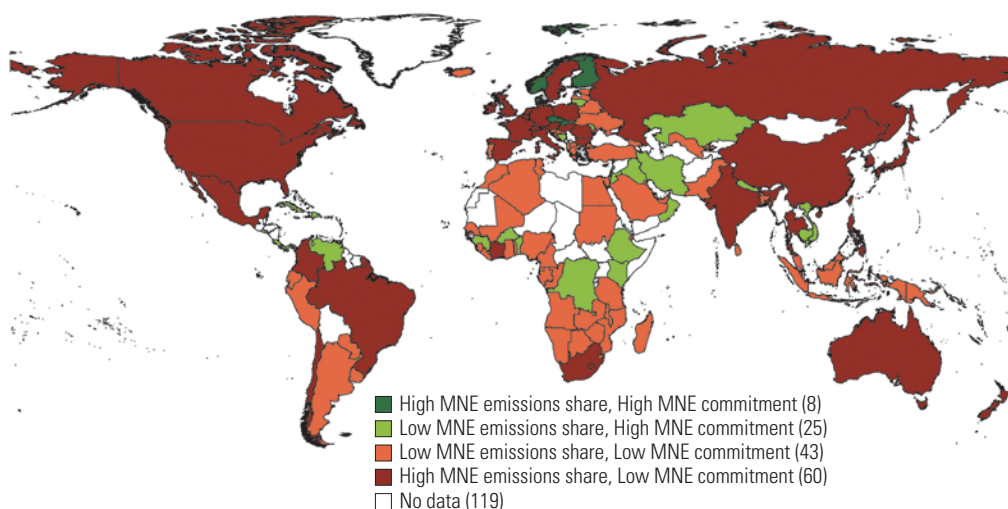 High MNE emissions share, High MNE commitment (8)
Low MNE emissions share, High MNE commitment (25)
Low MNE emissions share, Low MNE commitment (43)
High MNE emissions share, Low MNE commitment (60)
No data (119)